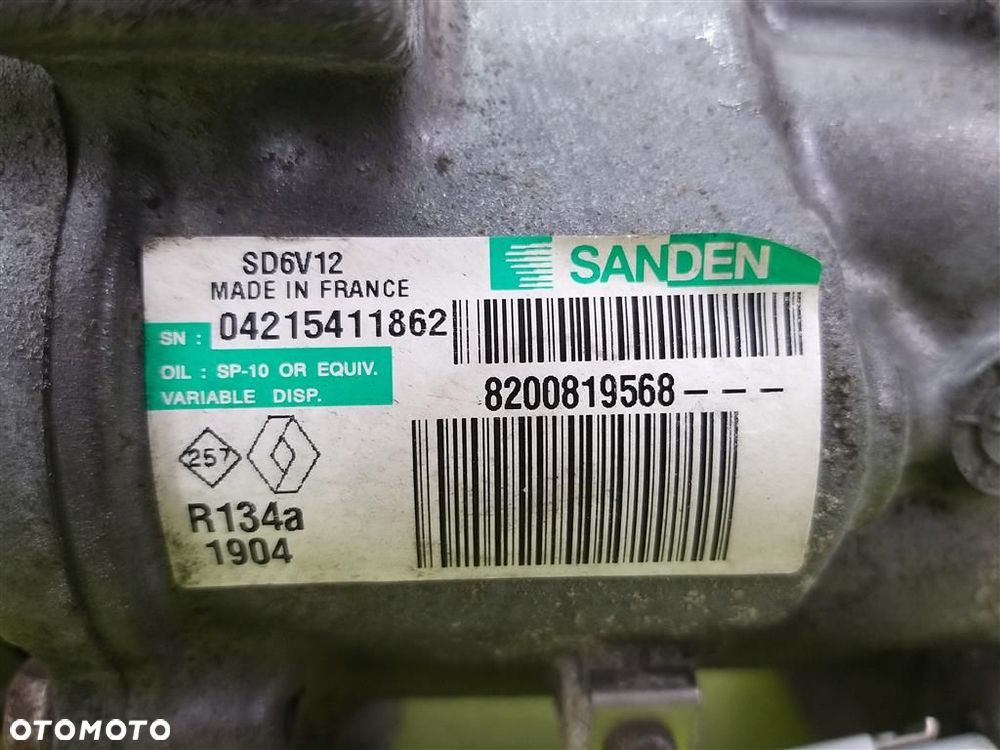 SD6V12
MADE IN FRANCE
SANDEN
SN : 04215411862
OIL : SP-10 OR EQUIV.
VARIABLE DISP.
8200819568---
257
R134a
1904
OTOMOTO